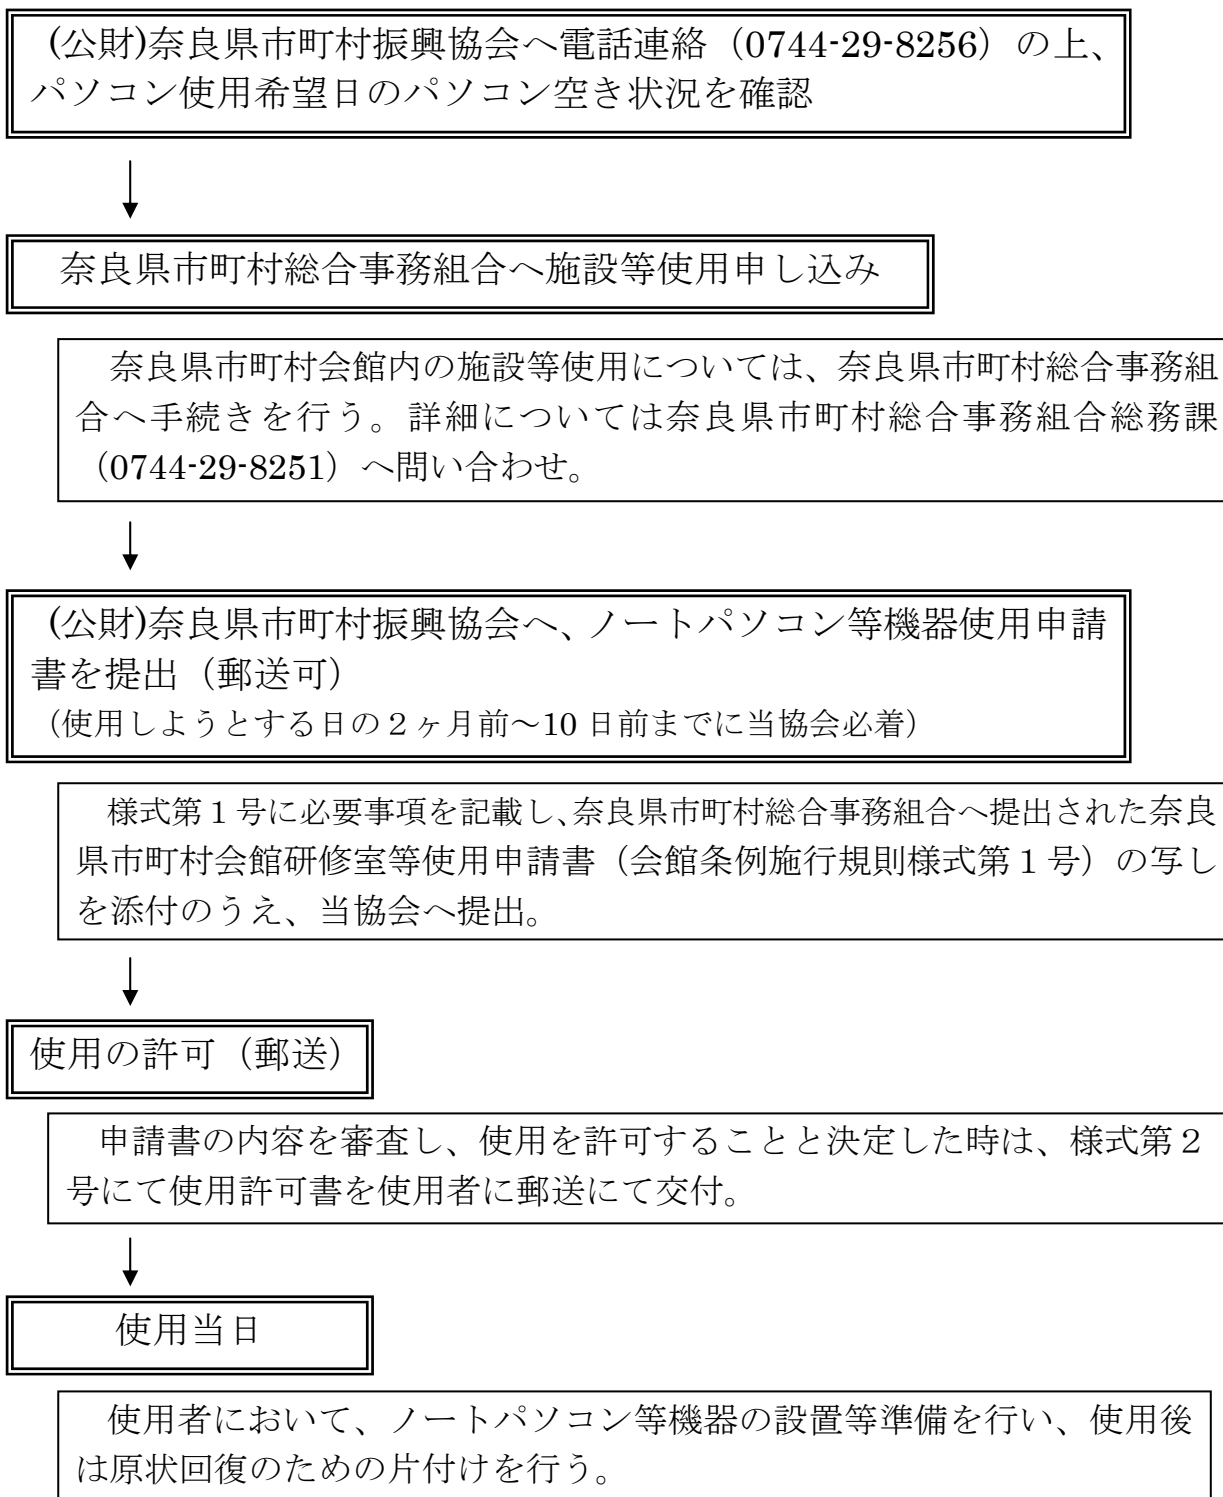 (公財)奈良県市町村振興協会へ電話連絡（0744-29-8256）の上、
パソコン使用希望日のパソコン空き状況を確認
奈良県市町村総合事務組合へ施設等使用申し込み
奈良県市町村会館内の施設等使用については、奈良県市町村総合事務組
合へ手続きを行う。詳細については奈良県市町村総合事務組合総務課
（0744-29-8251）へ問い合わせ。
(公財)奈良県市町村振興協会へ、ノートパソコン等機器使用申請
書を提出（郵送可）
（使用しようとする日の２ヶ月前～10 日前までに当協会必着）
様式第１号に必要事項を記載し、奈良県市町村総合事務組合へ提出された奈良
県市町村会館研修室等使用申請書（会館条例施行規則様式第１号）の写し
を添付のうえ、当協会へ提出。
使用の許可（郵送）
申請書の内容を審査し、使用を許可することと決定した時は、様式第２
号にて使用許可書を使用者に郵送にて交付。
使用当日
使用者において、ノートパソコン等機器の設置等準備を行い、使用後
は原状回復のための片付けを行う。